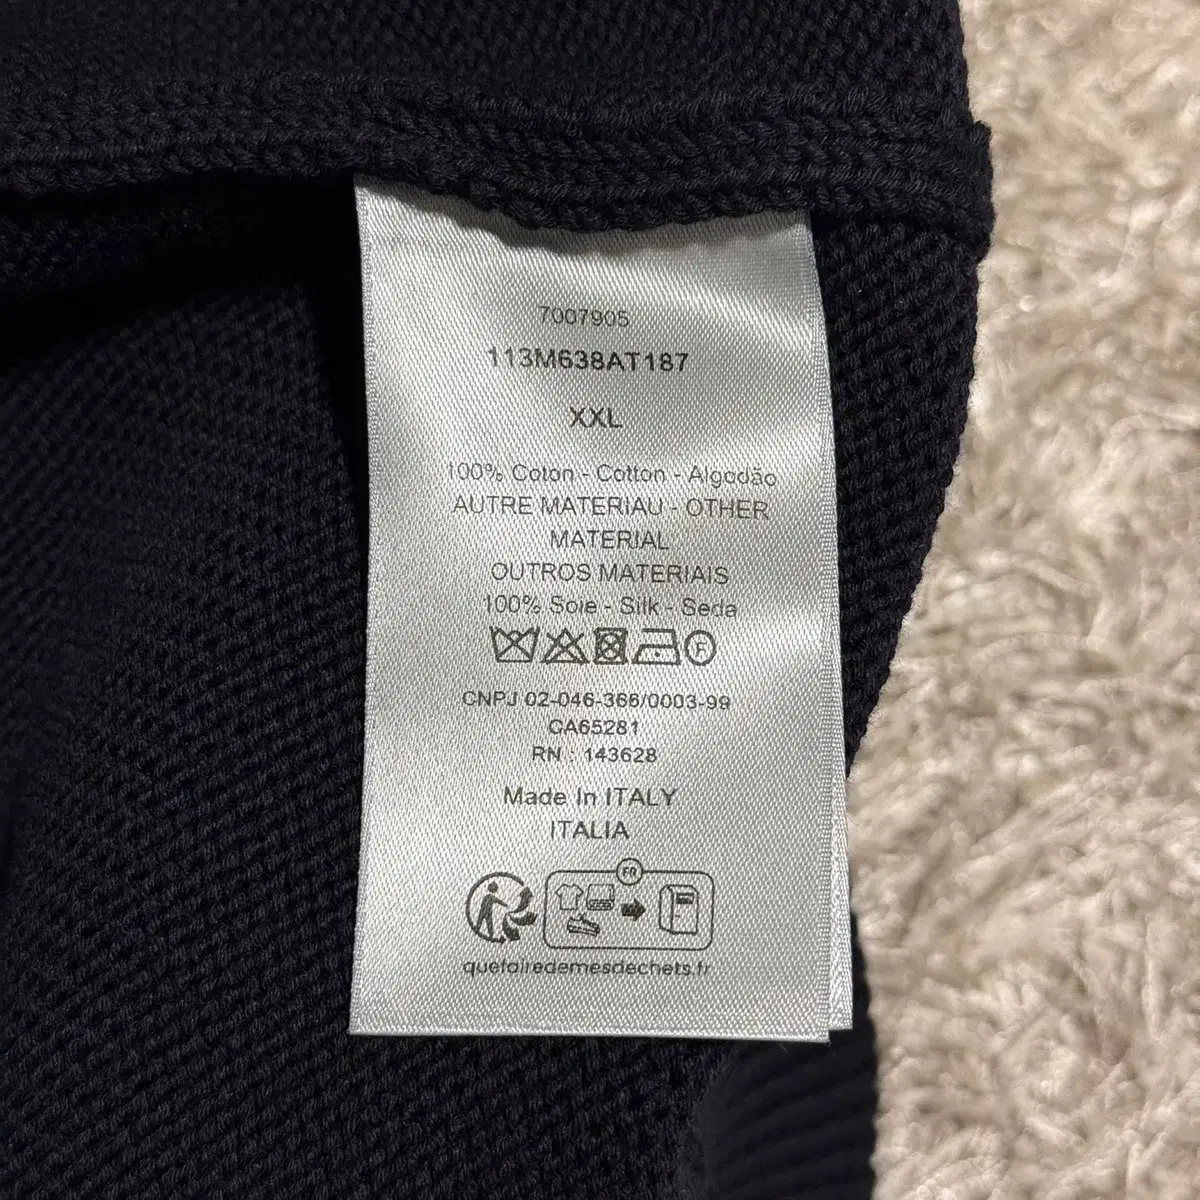 7007905
113M638AT187
XXL
100% Coton - Cotton - Algodão
AUTRE MATERIAU - OTHER
MATERIAL
OUTROS MATERIAIS
100% Soie - Silk - Seda
F
CNPJ 02-046-366/0003-99
CA65281
RN : 143628
Made In ITALY
ITALIA
FR
quefairedemesdechets.fr